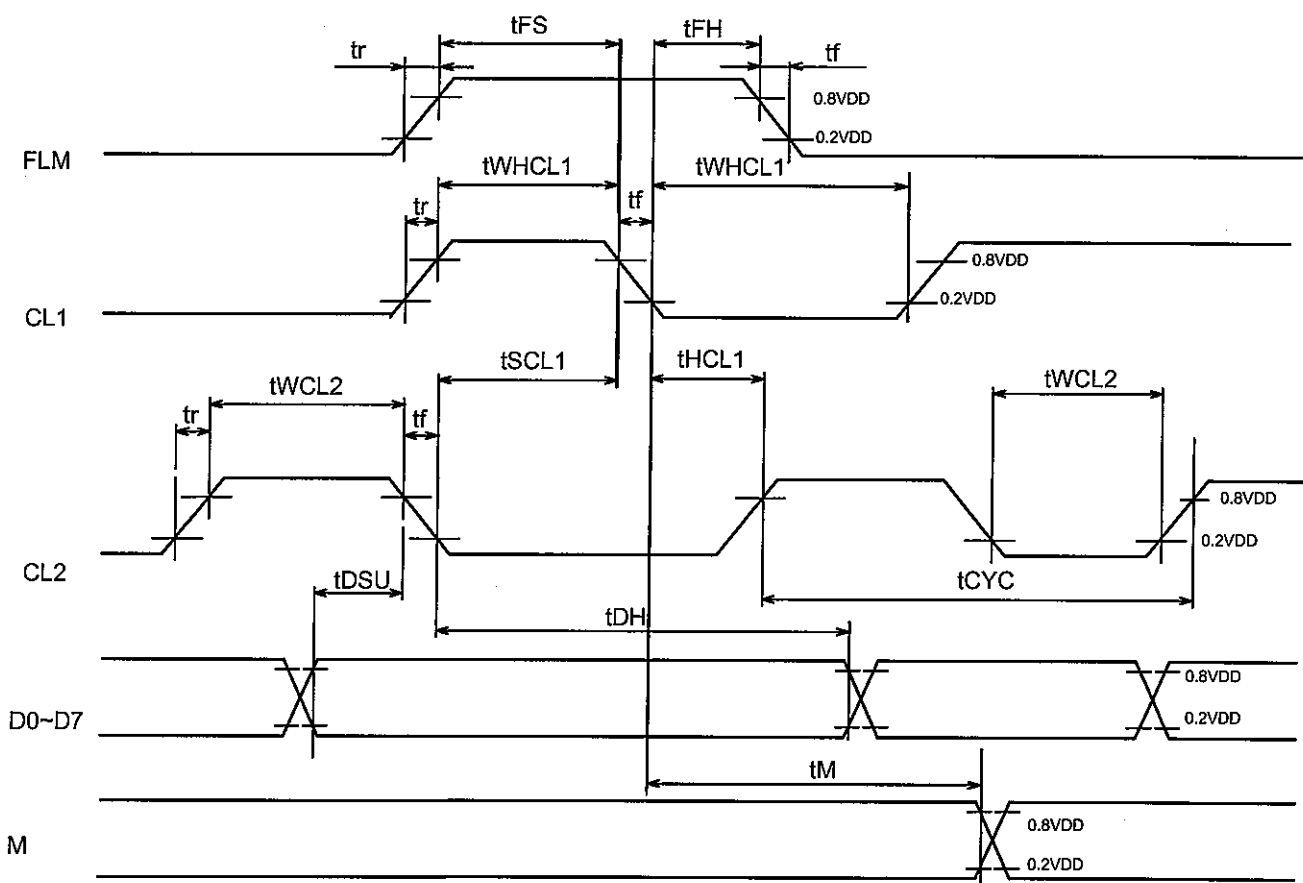 tFS
tFH
tr
tf
0.8VDD
0.2VDD
FLM
tWHCL1
tWHCL1
tr
tf
0.8VDD
0.2VDD
CL1
tSCL1
tHCL1
tWCL2
tWCL2
tr
tf
0.8VDD
0.2VDD
CL2
tDSU
tCYC
tDH
0.8VDD
D0~D7
0.2VDD
tM
0.8VDD
M
0.2VDD